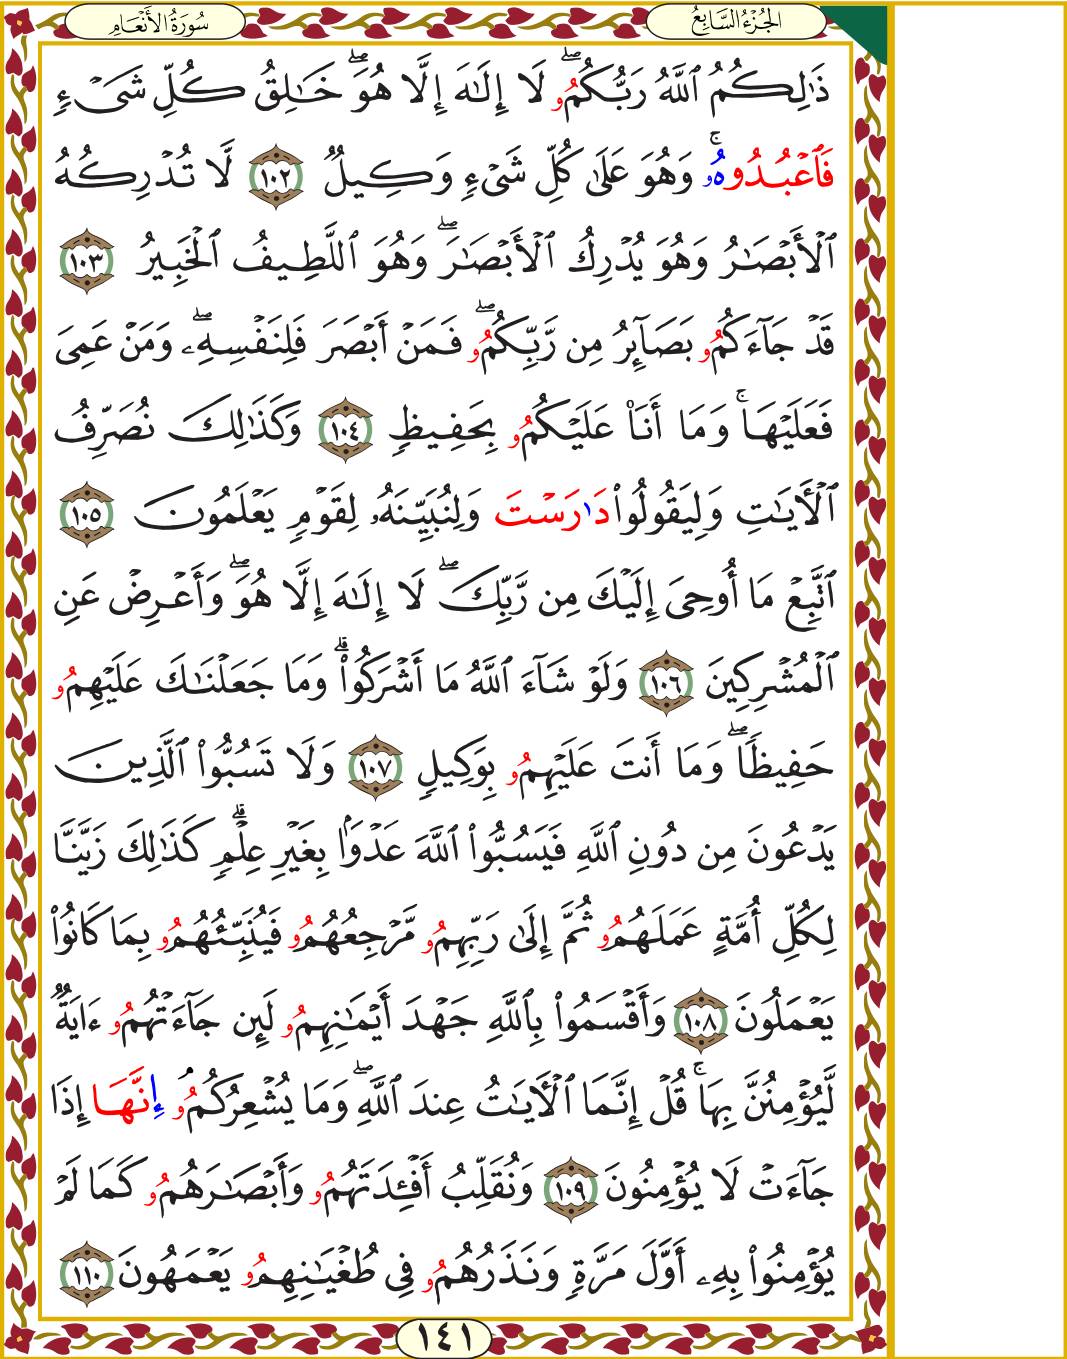 الجُزْءُ السَّابِعُ
سُورَةُ الأَنْعَامِ
ذَٰلِكُمُ ٱللَّهُ رَبُّكُمُۥۖ لَآ إِلَـٰهَ إِلَّا هُوَۖ خَـٰلِقُ كُلِّ شَىْءٍ
فَٱعْبُدُوهُۥۚ وَهُوَ عَلَىٰ كُلِّ شَىْءٍ وَكِيلٌ ١٠٢ لَّا تُدْرِكُهُ
ٱلْأَبْصَـٰرُ وَهُوَ يُدْرِكُ ٱلْأَبْصَـٰرَۖ وَهُوَ ٱللَّطِيفُ ٱلْخَبِيرُ ١٠٣
قَدْ جَآءَكُمُۥ بَصَآئِرُ مِن رَّبِّكُمُۥۖ فَمَنْ أَبْصَرَ فَلِنَفْسِهِۦۖ وَمَنْ عَمِىَ
فَعَلَيْهَاۚ وَمَآ أَنَا۠ عَلَيْكُمُۥ بِحَفِيظٍ ١٠٤ وَكَذَٰلِكَ نُصَرِّفُ
ٱلْأَيَـٰتِ وَلِيَقُولُوا۟ دَٰرَسْتَ وَلِنُبَيِّنَهُۥ لِقَوْمٍ يَعْلَمُونَ ١٠٥
ٱتَّبِعْ مَآ أُوحِىَ إِلَيْكَ مِن رَّبِّكَۖ لَآ إِلَـٰهَ إِلَّا هُوَۖ وَأَعْرِضْ عَنِ
ٱلْمُشْرِكِينَ ١٠٦ وَلَوْ شَآءَ ٱللَّهُ مَآ أَشْرَكُوا۟ۗ وَمَا جَعَلْنَـٰكَ عَلَيْهِمُۥ
حَفِيظًاۖ وَمَآ أَنتَ عَلَيْهِمُۥ بِوَكِيلٍ ١٠٧ وَلَا تَسُبُّوا۟ ٱلَّذِينَ
يَدْعُونَ مِن دُونِ ٱللَّهِ فَيَسُبُّوا۟ ٱللَّهَ عَدْوًۢا بِغَيْرِ عِلْمٍۗ كَذَٰلِكَ زَيَّنَّا
لِكُلِّ أُمَّةٍ عَمَلَهُمُۥ ثُمَّ إِلَىٰ رَبِّهِمُۥ مَّرْجِعُهُمُۥ فَيُنَبِّئُهُمُۥ بِمَا كَانُوا۟
يَعْمَلُونَ ١٠٨ وَأَقْسَمُوا۟ بِٱللَّهِ جَهْدَ أَيْمَـٰنِهِمُۥ لَئِن جَآءَتْهُمُۥ ءَايَةٌ
لَّيُؤْمِنُنَّ بِهَاۚ قُلْ إِنَّمَا ٱلْأَيَـٰتُ عِندَ ٱللَّهِۖ وَمَا يُشْعِرُكُمُۥ إِنَّهَا إِذَا
جَآءَتْ لَا يُؤْمِنُونَ ١٠٩ وَنُقَلِّبُ أَفْـِٔدَتَهُمُۥ وَأَبْصَـٰرَهُمُۥ كَمَا لَمْ
يُؤْمِنُوا۟ بِهِۦٓ أَوَّلَ مَرَّةٍ وَنَذَرُهُمُۥ فِى طُغْيَـٰنِهِمُۥ يَعْمَهُونَ ١١٠
١٤١